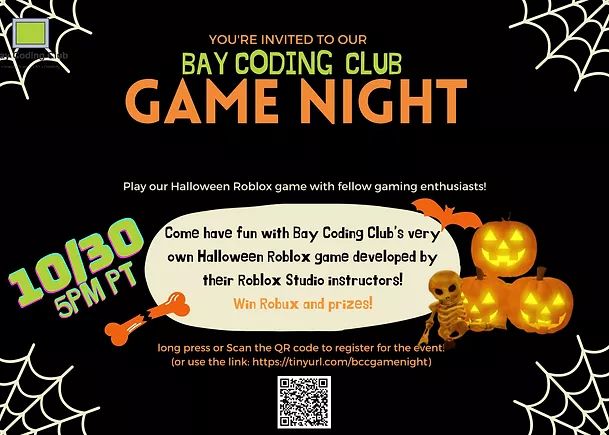 Coding Club
YOU'RE INVITED TO OUR
BAY CODING CLUB
GAME NIGHT
Play our Halloween Roblox game with fellow gaming enthusiasts!
10/30
5PM PT
Come have fun with Bay Coding Club's very
own Halloween Roblox game developed by
their Roblox Studio instructors!
Win Robux and prizes!
long press or Scan the QR code to register for the event!
(or use the link: https://tinyurl.com/bccgamenight)